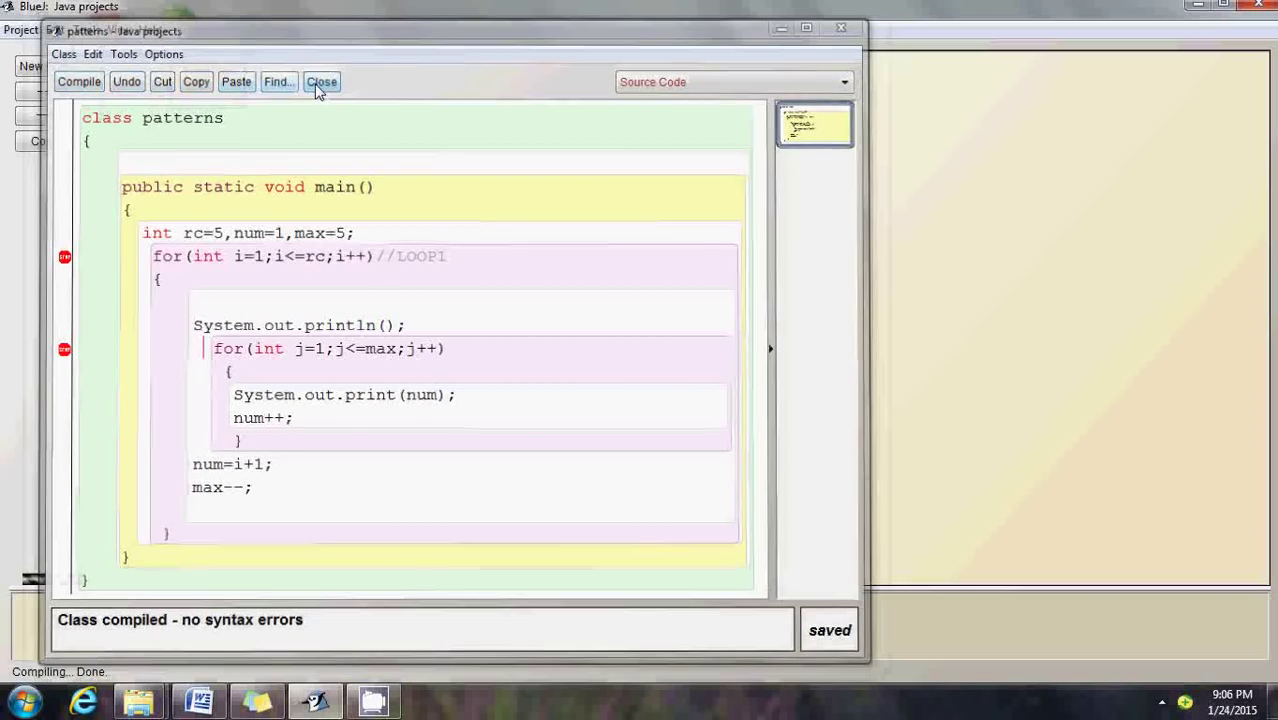 BlueJ: Java projects
Project
patterns - Java projects
Class Edit Tools Options
Compile Undo Cut Copy Paste Find... Close Source Code
New
Co
class patterns
{
public static void main()
{
int rc=5,num=1,max=5;
STOP for(int i=1;i<=rc;i++)//LOOP1
{
System.out.println();
STOP for(int j=1;j<=max;j++)
{
System.out.print(num);
num++;
}
num=i+1;
max--;
}
}
}
Class compiled - no syntax errors
saved
Compiling... Done.
9:06 PM
1/24/2015